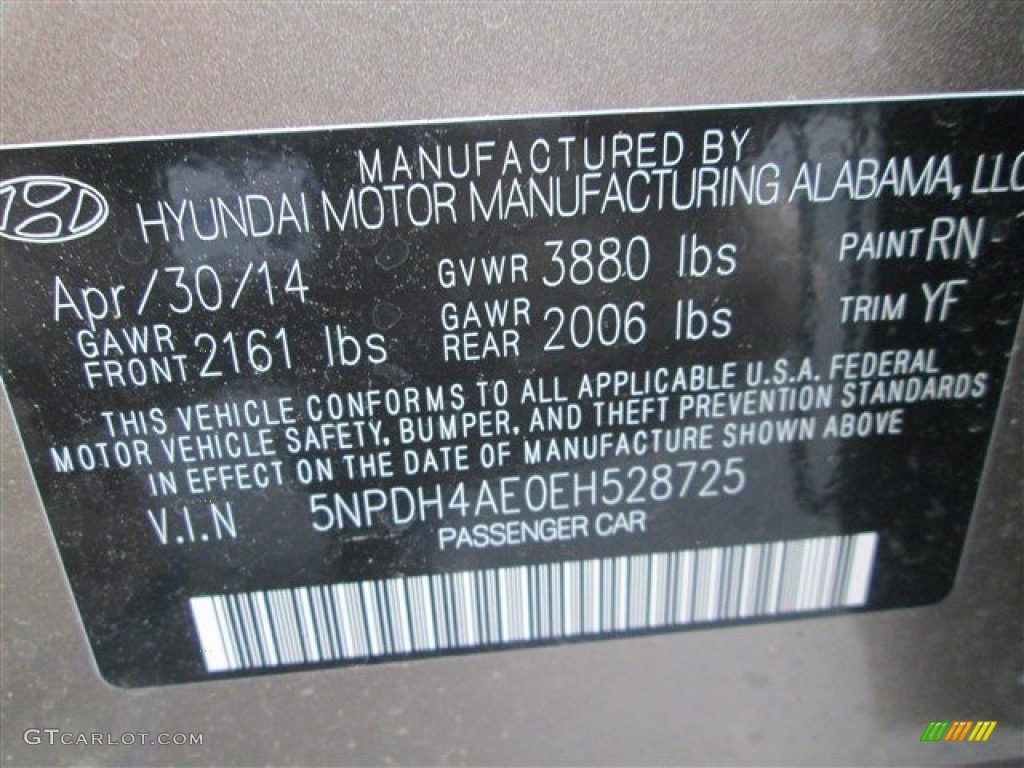 MANUFACTURED BY
HYUNDAI MOTOR MANUFACTURING ALABAMA, LLC
Apr/30/14 GVWR 3880 lbs PAINT RN
GAWR FRONT 2161 lbs GAWR REAR 2006 lbs TRIM YF
THIS VEHICLE CONFORMS TO ALL APPLICABLE U.S.A. FEDERAL
MOTOR VEHICLE SAFETY, BUMPER, AND THEFT PREVENTION STANDARDS
IN EFFECT ON THE DATE OF MANUFACTURE SHOWN ABOVE
V.I.N 5NPDH4AE0EH528725
PASSENGER CAR
GTCARLOT.COM